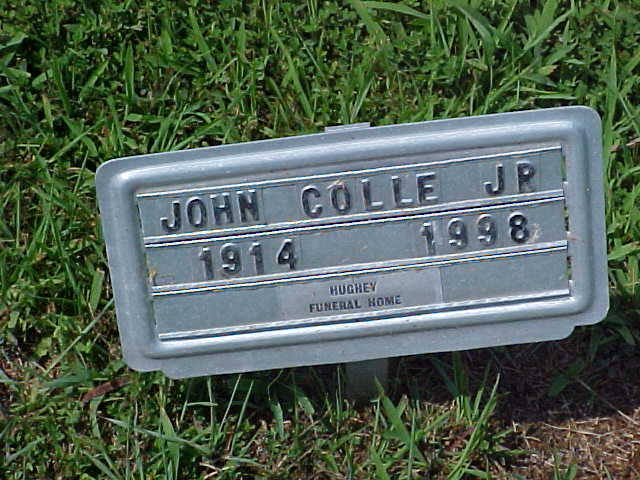 JOHN COLLE JR
1914 1998
HUGHEY
FUNERAL HOME